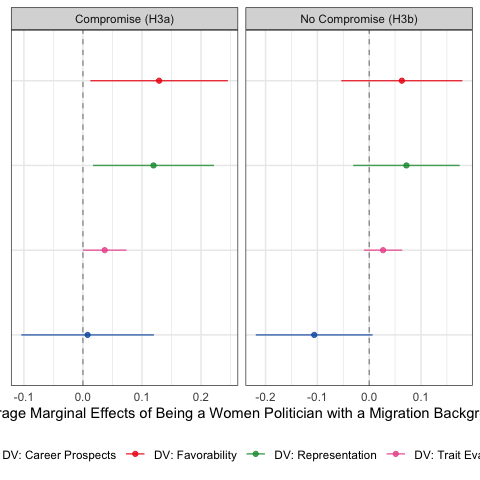 Compromise (H3a)
No Compromise (H3b)
-0.1 0.0 0.1 0.2
-0.2 -0.1 0.0 0.1
Average Marginal Effects of Being a Women Politician with a Migration Backgr
DV: Career Prospects DV: Favorability DV: Representation DV: Trait Eva